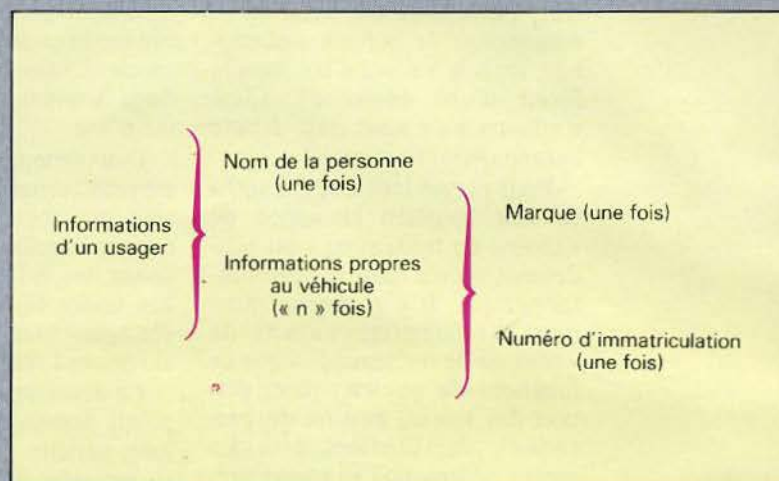 Informations
d'un usager
Nom de la personne
(une fois)
Informations propres
au véhicule
(« n » fois)
Marque (une fois)
Numéro d'immatriculation
(une fois)